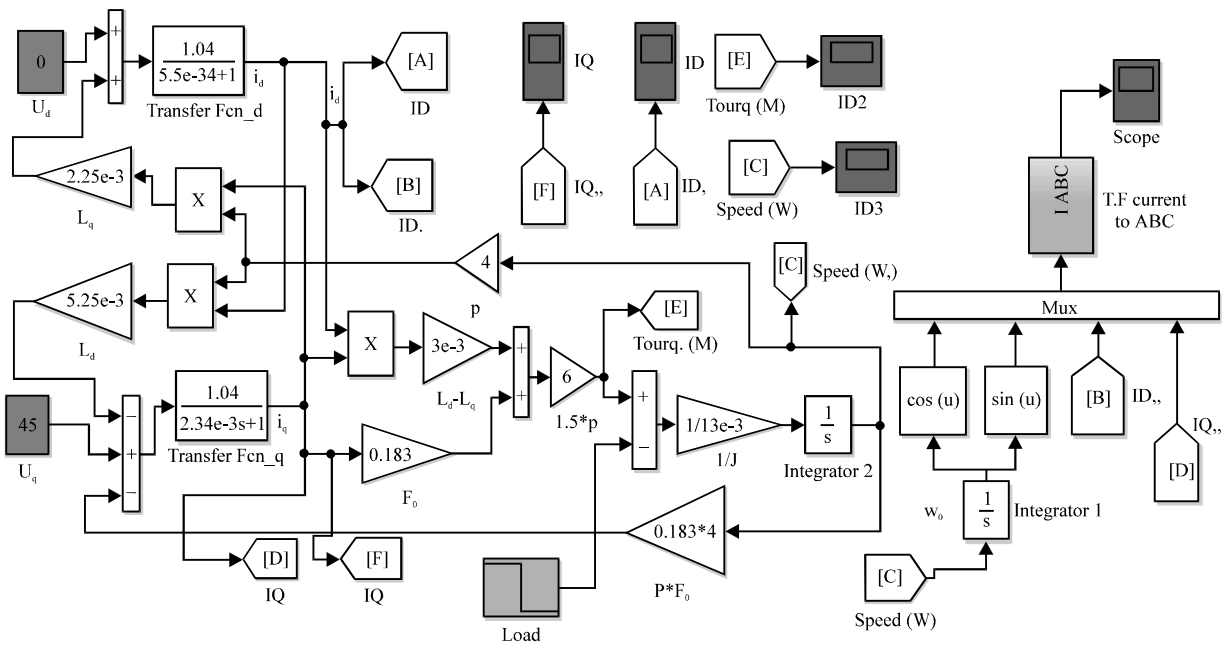 0
U_d
+
+
1.04
5.5e-34+1
Transfer Fcn_d
i_d
i_d
[A]
ID
[B]
ID.
IQ
[F]
IQ,,
ID
[A]
ID,
[E]
Tourq (M)
ID2
[C]
Speed (W)
ID3
Scope
I ABC
T.F current
to ABC
2.25e-3
L_q
X
5.25e-3
L_d
X
4
p
[C]
Speed (W,)
Mux
X
3e-3
L_d-L_q
+
+
6
1.5*p
[E]
Tourq. (M)
+
−
1/13e-3
1/J
1
s
Integrator 2
45
U_q
−
+
−
1.04
2.34e-3s+1
i_q
Transfer Fcn_q
0.183
F_0
cos (u)
sin (u)
[B]
ID,,
IQ,,
[D]
w_0
1
s
Integrator 1
[C]
Speed (W)
0.183*4
P*F_0
[D]
IQ
[F]
IQ
Load